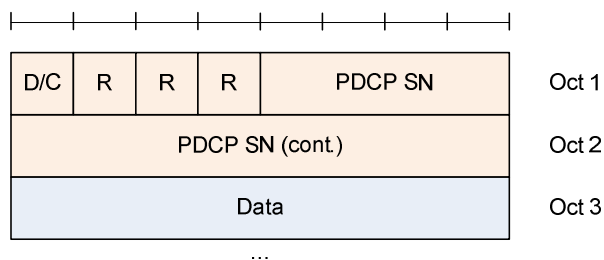 D/C R R R PDCP SN Oct 1
PDCP SN (cont.) Oct 2
Data Oct 3
...